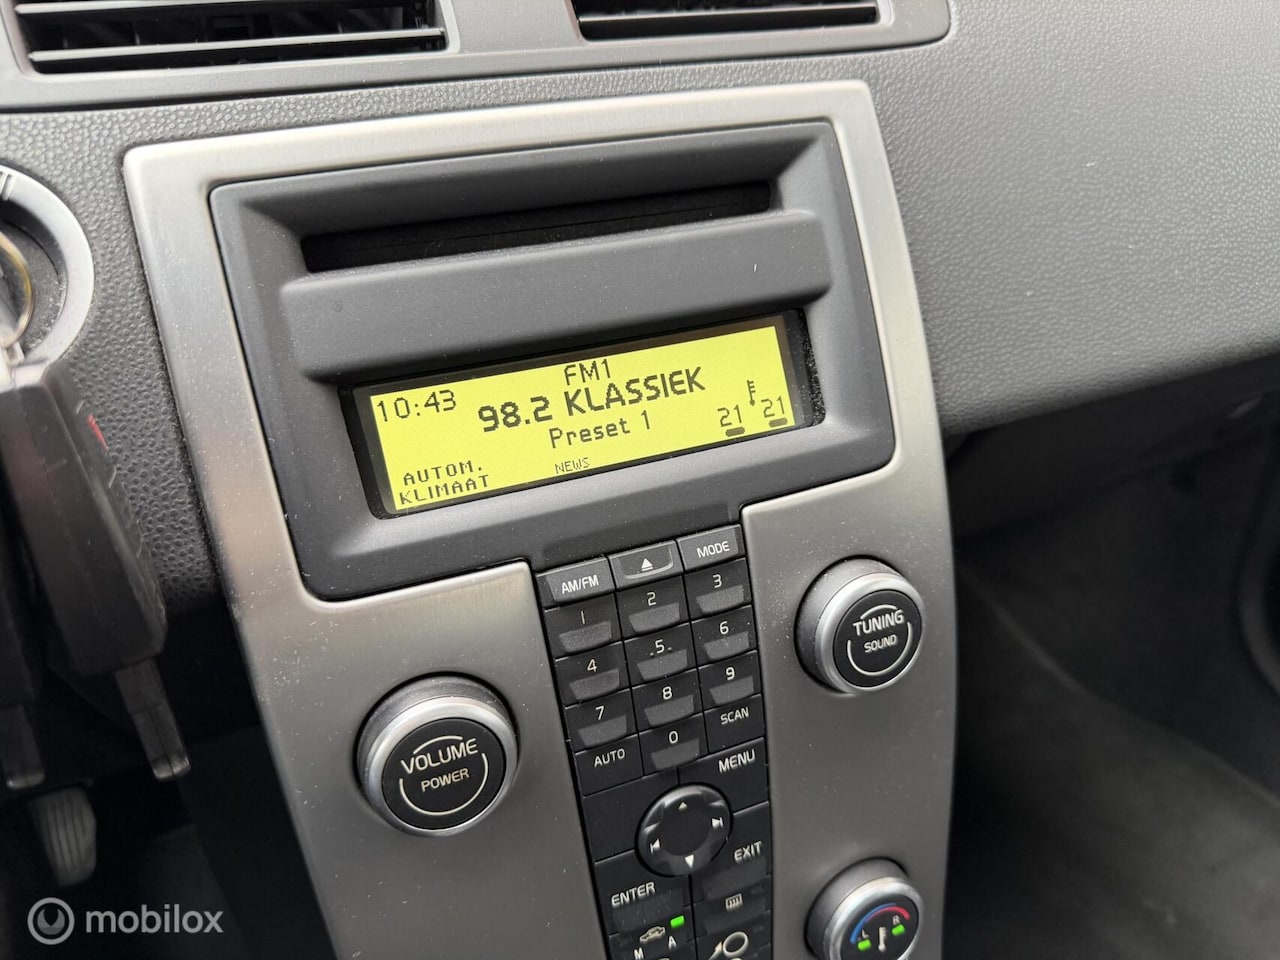 FM1
10:43
98.2 KLASSIEK
Preset 1
21 21
AUTOM.
KLIMAAT
NEWS
AM/FM
MODE
1 2 3
4 5 6
7 8 9
AUTO 0 SCAN
VOLUME
POWER
TUNING
SOUND
MENU
EXIT
ENTER
M A
L R
mobilox